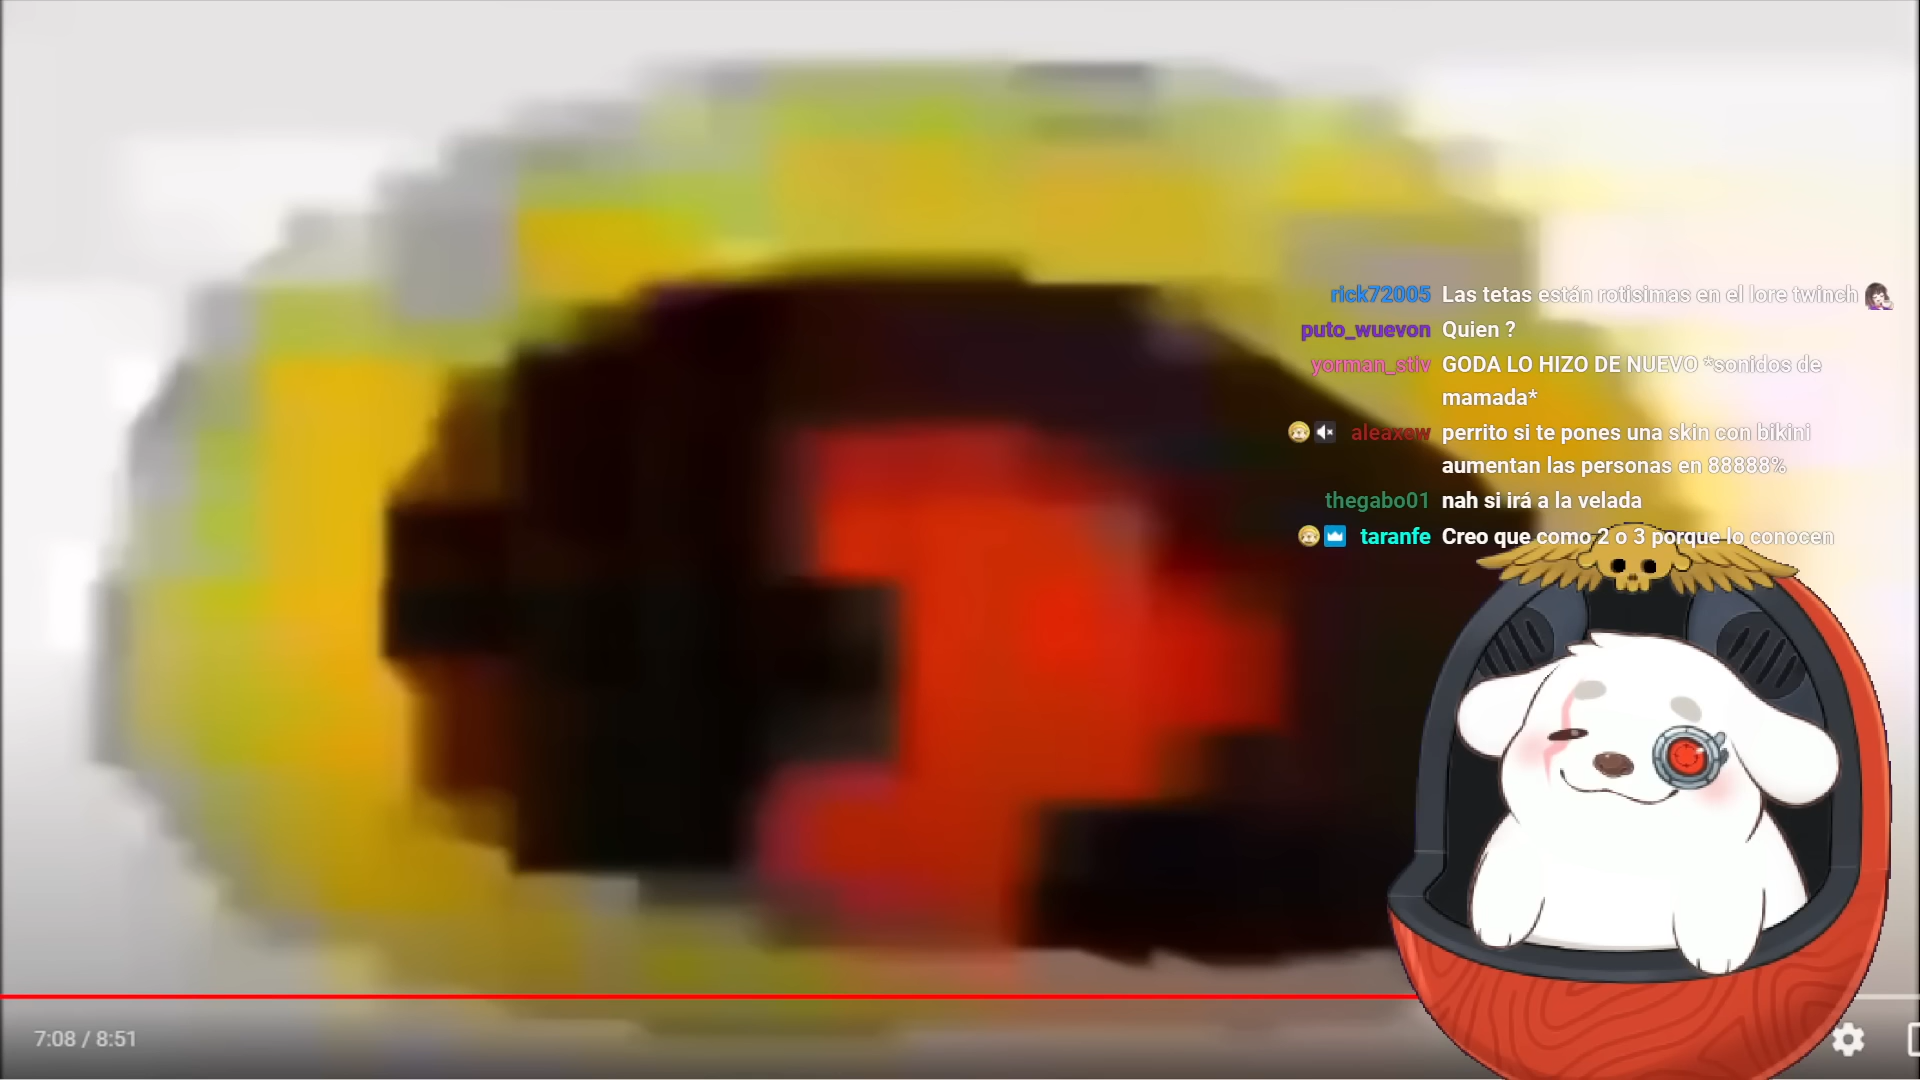 rick72005 Las tetas están rotisimas en el lore twinch
puto_wuevon Quien ?
yorman_stiv GODA LO HIZO DE NUEVO *sonidos de
mamada*
aleaxow perrito si te pones una skin con bikini
aumentan las personas en 88888%
thegabo01 nah si irá a la velada
taranfe Creo que como 2 o 3 porque lo conocen
7:08 / 8:51